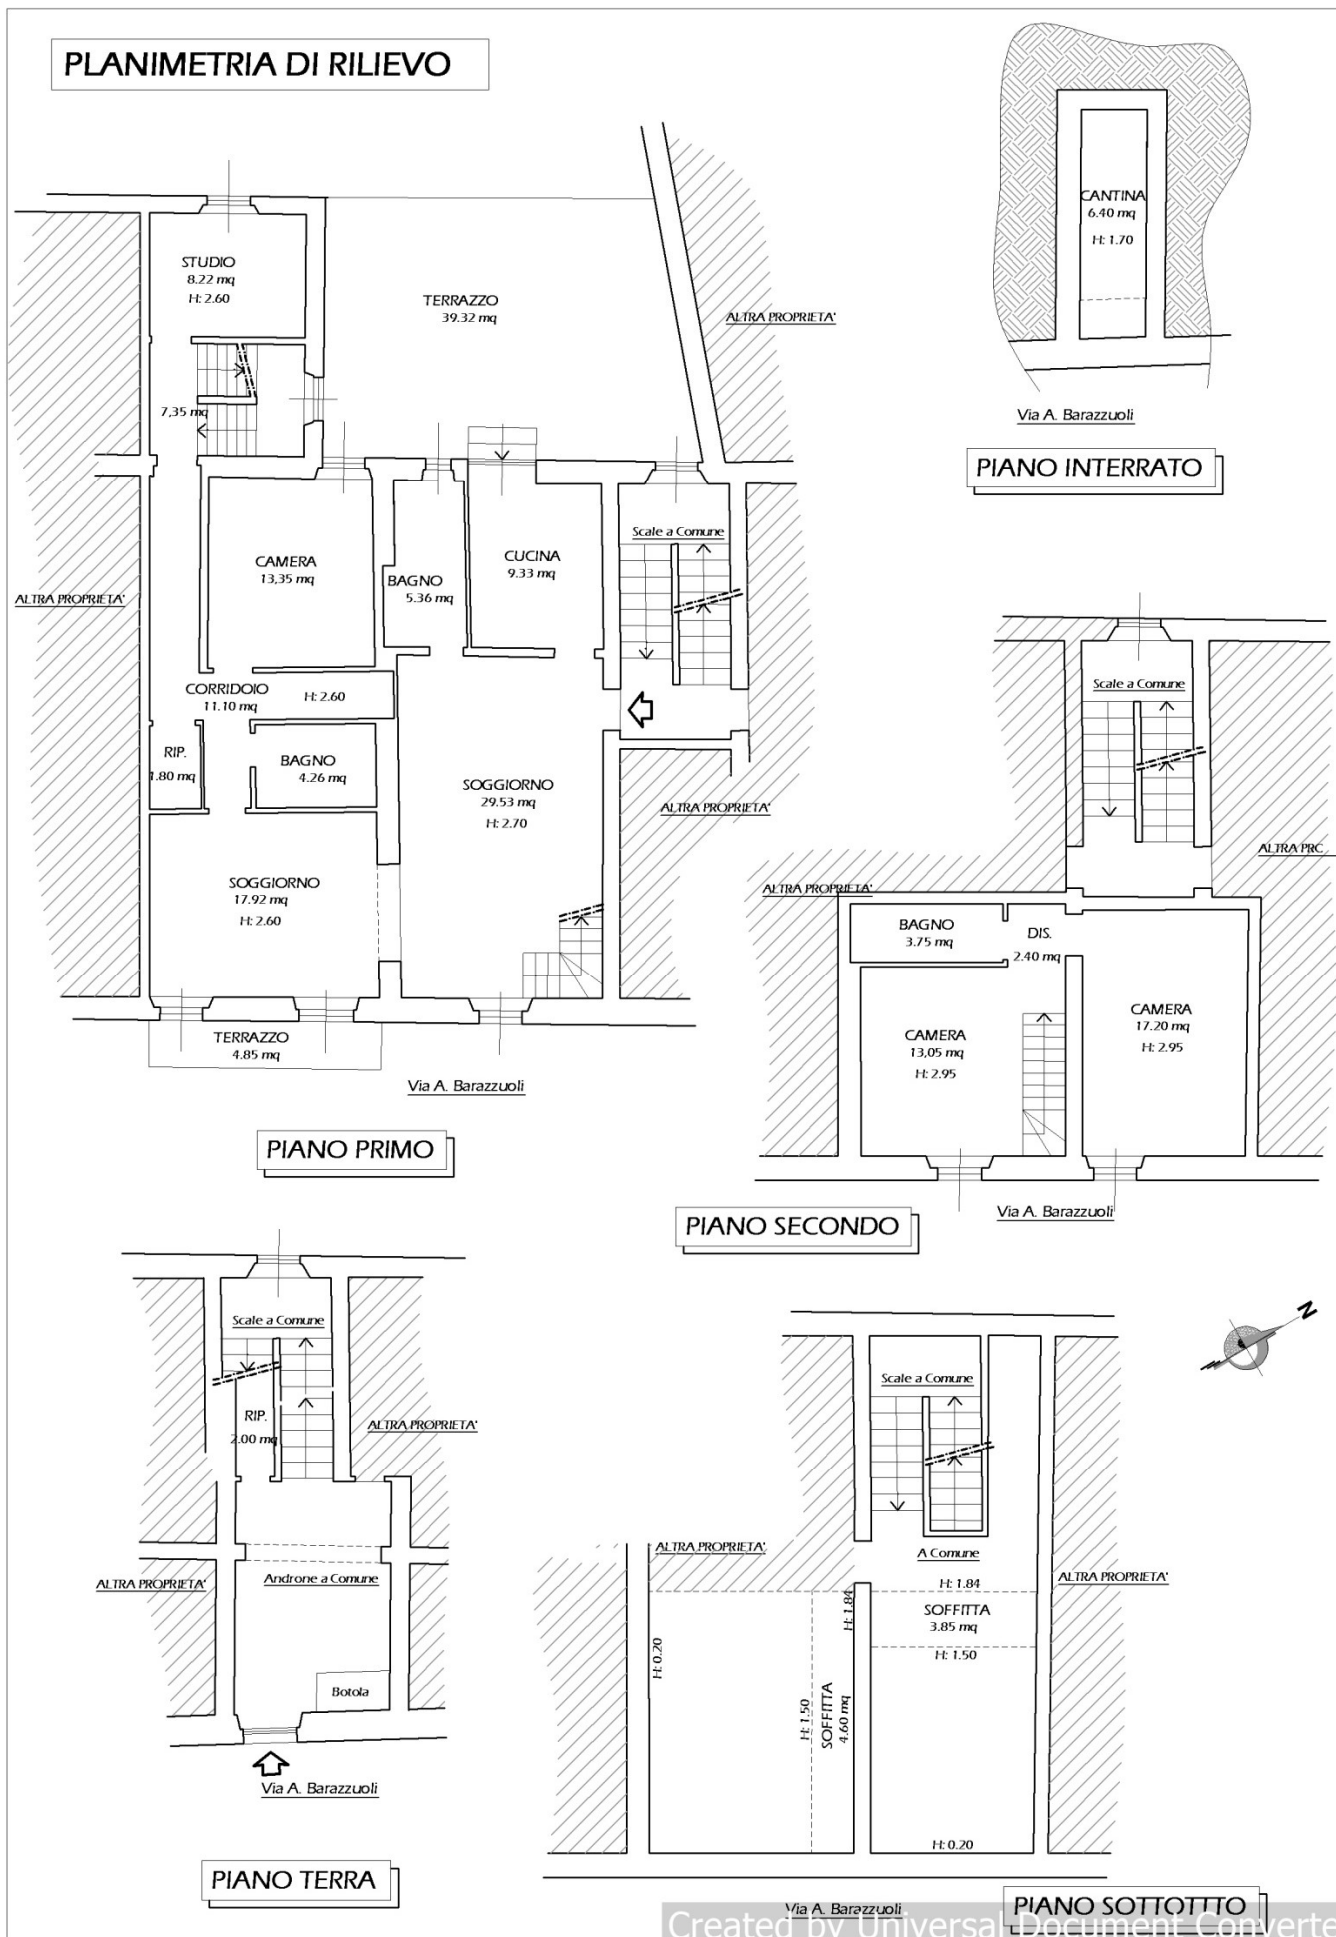 PLANIMETRIA DI RILIEVO
STUDIO
8.22 mq
H: 2.60
TERRAZZO
39.32 mq
ALTRA PROPRIETA'
7,35 mq
CAMERA
13,35 mq
BAGNO
5.36 mq
CUCINA
9.33 mq
Scale a Comune
ALTRA PROPRIETA'
CORRIDOIO
11.10 mq
H: 2.60
RIP.
1.80 mq
BAGNO
4.26 mq
SOGGIORNO
29.53 mq
H: 2.70
ALTRA PROPRIETA'
SOGGIORNO
17.92 mq
H: 2.60
TERRAZZO
4.85 mq
Via A. Barazzuoli
PIANO PRIMO
CANTINA
6.40 mq
H: 1.70
Via A. Barazzuoli
PIANO INTERRATO
Scale a Comune
ALTRA PRC
ALTRA PROPRIETA'
BAGNO
3.75 mq
DIS.
2.40 mq
CAMERA
13,05 mq
H: 2.95
CAMERA
17.20 mq
H: 2.95
Via A. Barazzuoli
PIANO SECONDO
Scale a Comune
RIP.
2.00 mq
ALTRA PROPRIETA'
ALTRA PROPRIETA'
Androne a Comune
Botola
Via A. Barazzuoli
PIANO TERRA
N
Scale a Comune
ALTRA PROPRIETA'
A Comune
H: 1.84
ALTRA PROPRIETA'
SOFFITTA
3.85 mq
H: 1.50
H: 1.84
H: 0.20
H: 1.50
SOFFITTA
4.60 mq
H: 0.20
Via A. Barazzuoli
PIANO SOTTOTTTO
Created by Universal Document Converte